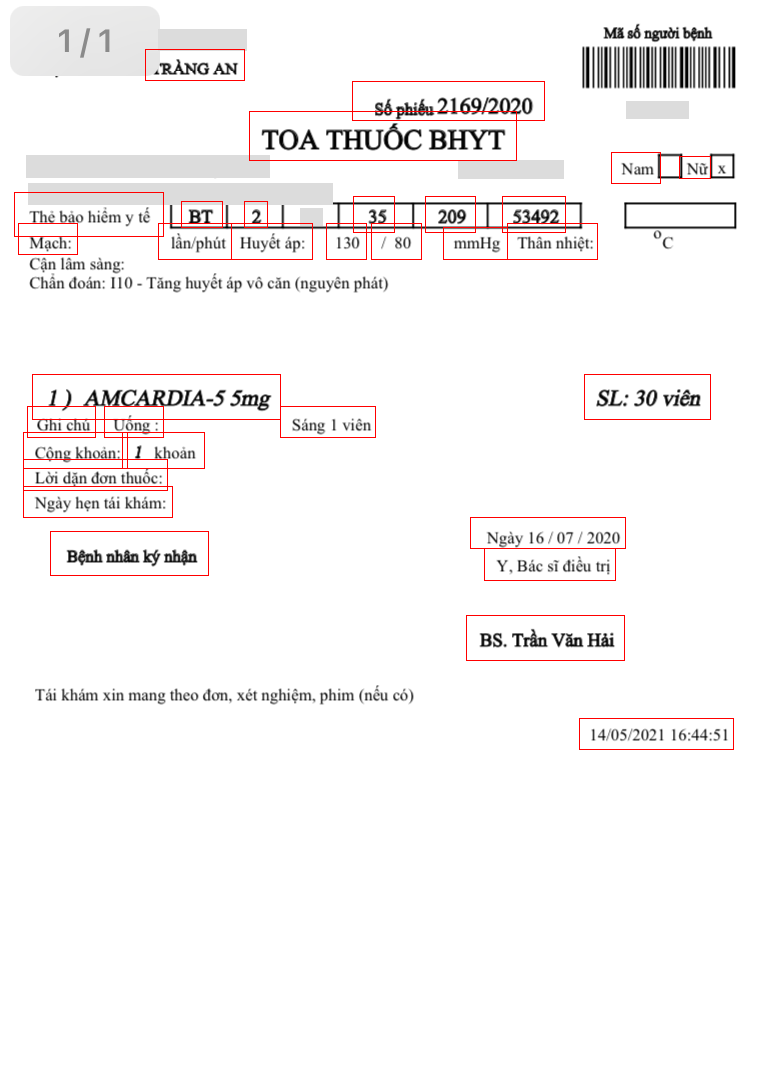 1/1
TRÀNG AN
Mã số người bệnh
Số phiếu 2169/2020
TOA THUỐC BHYT
Nam Nữ x
Thẻ bảo hiểm y tế BT 2 35 209 53492
Mạch: lần/phút Huyết áp: 130 / 80 mmHg Thân nhiệt: °C
Cận lâm sàng:
Chẩn đoán: I10 - Tăng huyết áp vô căn (nguyên phát)
1 ) AMCARDIA-5 5mg SL: 30 viên
Ghi chú Uống : Sáng 1 viên
Cộng khoản: 1 khoản
Lời dặn đơn thuốc:
Ngày hẹn tái khám:
Ngày 16 / 07 / 2020
Bệnh nhân ký nhận Y, Bác sĩ điều trị
BS. Trần Văn Hải
Tái khám xin mang theo đơn, xét nghiệm, phim (nếu có)
14/05/2021 16:44:51